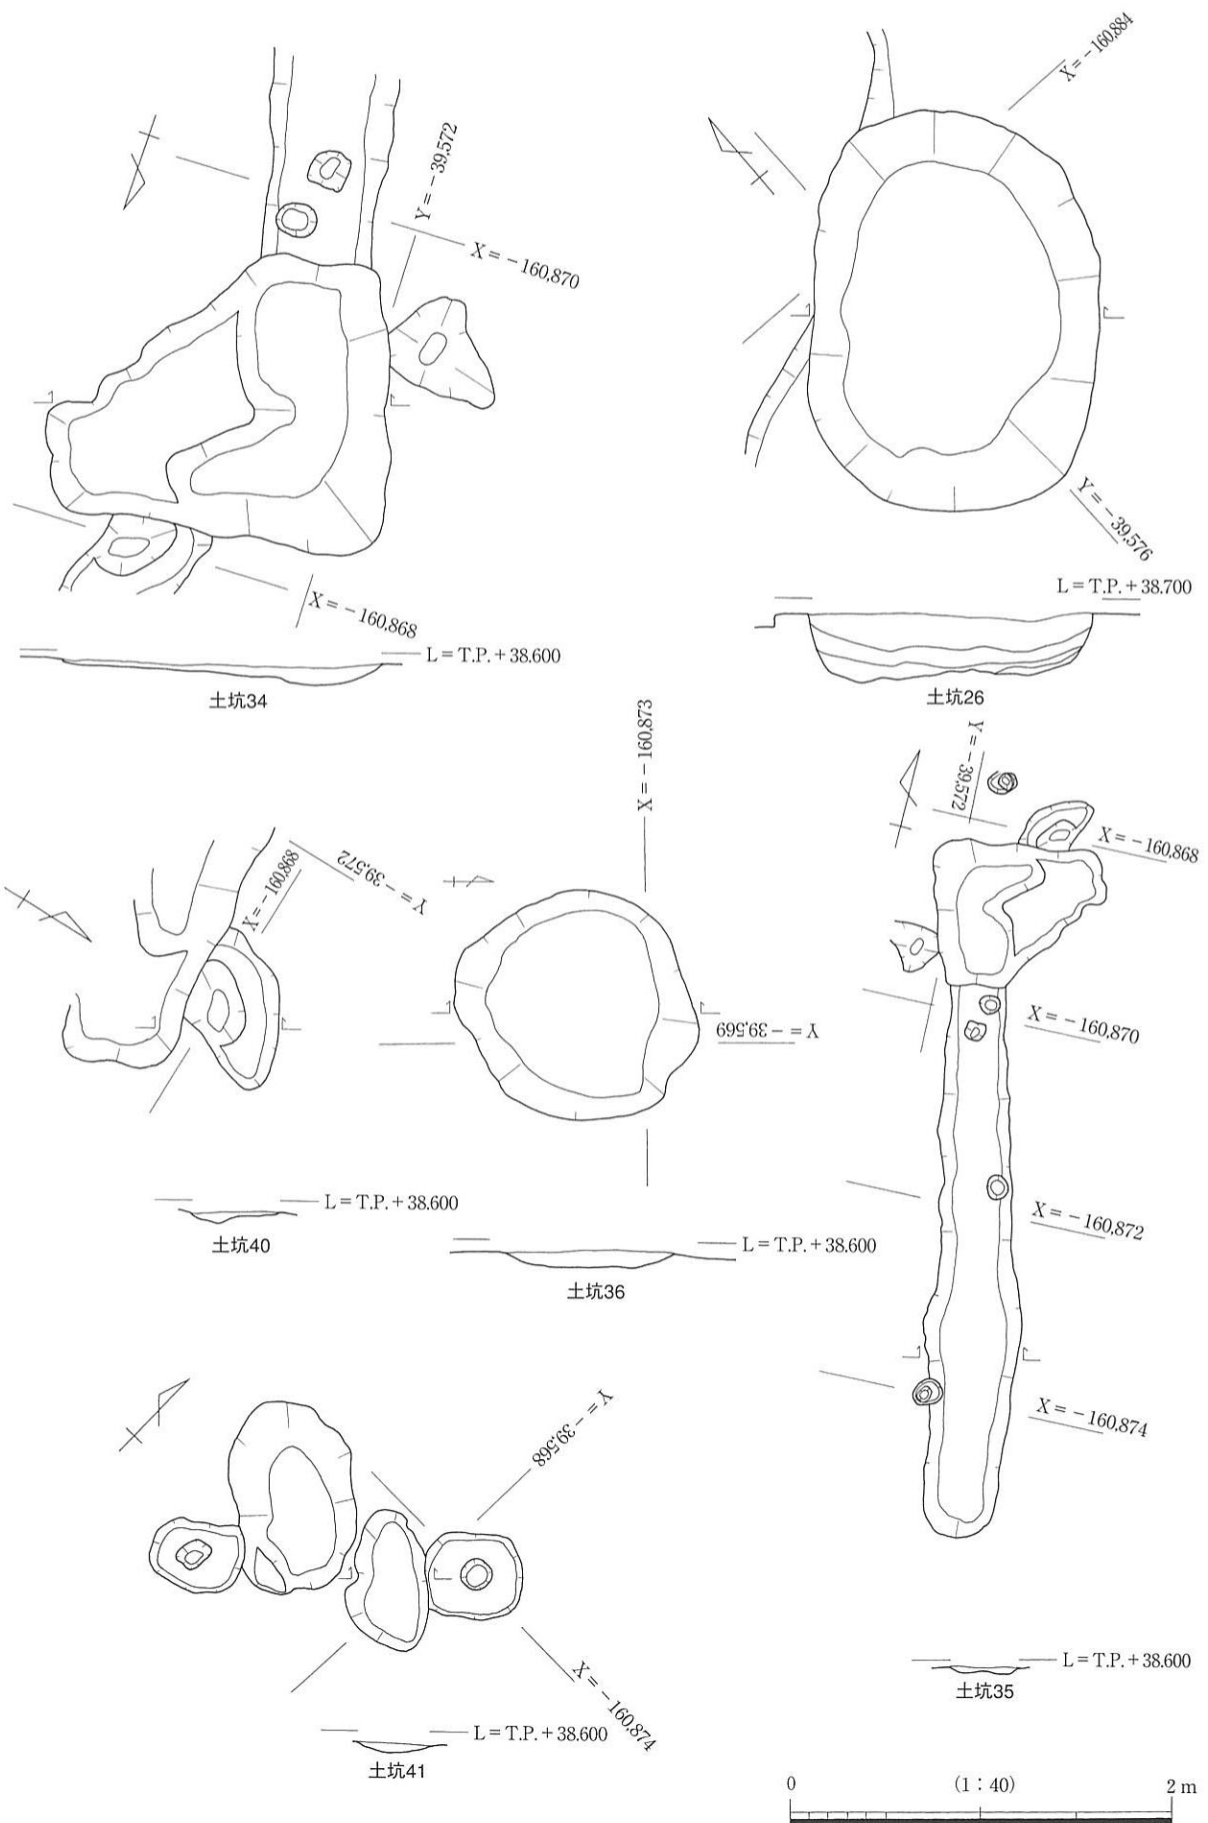 Y = −39,572
X = −160,870
X = −160,868
L = T.P. + 38.600
土坑34
X = −160,884
Y = −39,576
L = T.P. + 38.700
土坑26
X = −160,868
Y = −39,572
L = T.P. + 38.600
土坑40
X = −160,873
Y = −39,569
L = T.P. + 38.600
土坑36
Y = −39,572
X = −160,868
X = −160,870
X = −160,872
X = −160,874
L = T.P. + 38.600
土坑35
Y = −39,568
X = −160,874
L = T.P. + 38.600
土坑41
0 (1：40) 2 m